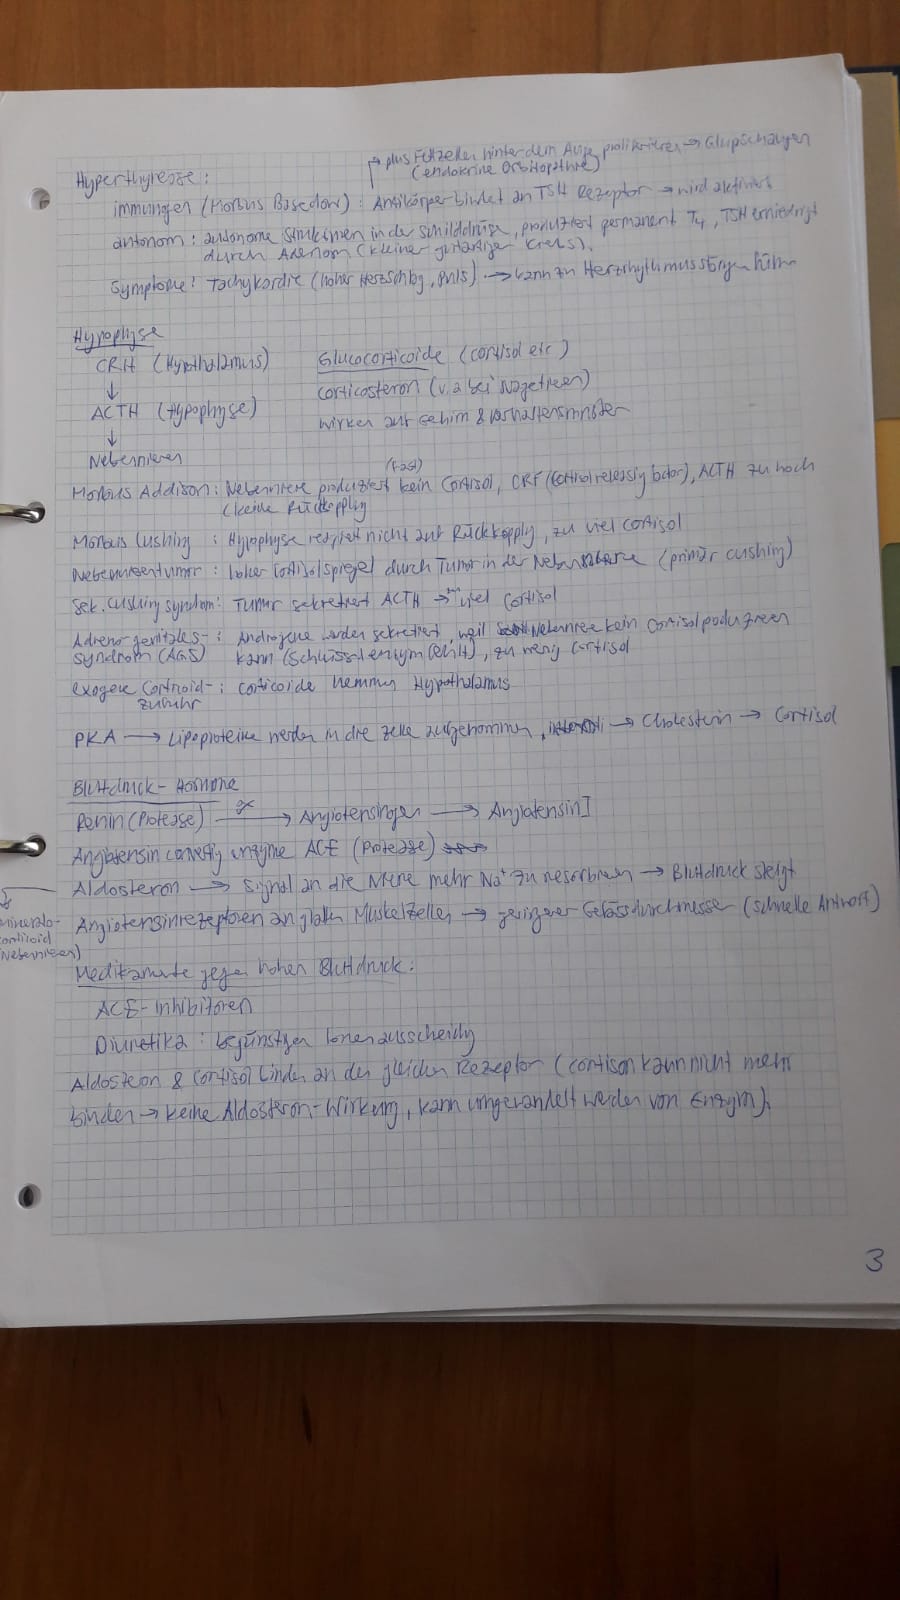 plus Fettzellen hinter dem Auge proliferieren → Glupschaugen
(endokrine Orbitopathie)
Hyperthyreose:
immunogen (Morbus Basedow): Antikörper bindet an TSH Rezeptor → wird aktiviert
autonom: autonome Strukturen in der Schilddrüse, produziert permanent T4, TSH erniedrigt
durch Adenom (kleiner gutartiger Krebs).
Symptome: Tachykardie (hoher Herzschlag, Puls) → kann zu Herzrhythmusstörungen führen
Hypophyse
CRH (Hypothalamus)
↓
ACTH (Hypophyse)
↓
Nebennieren
Glucocorticoide (cortisol etc)
Corticosteron (v.a bei Nagetieren)
wirken auf Gehirn & Verhaltensmuster
(fast)
Morbus Addison: Nebenniere produziert kein Cortisol, CRF, ACTH zu hoch
(keine Rückkopplung
Morbus Cushing: Hypophyse reagiert nicht auf Rückkopplung, zu viel cortisol
Nebennierentumor: hoher Cortisolspiegel durch Tumor in der Nebenniere (primär cushing)
Sek. Cushing syndrom: Tumor sekretiert ACTH → viel Cortisol
Adrenogenitales-: Androgene werden sekretiert, weil Nebenniere kein Cortisol produzieren
syndrom (AGS) kann (Schlüsselenzym fehlt), zu wenig cortisol
exogene Corticoid-: corticoide hemmen Hypothalamus
zufuhr
PKA → Lipoproteine werden in die Zelle aufgenommen, → Cholesterin → Cortisol
Blutdruck-Hormone
Renin (Protease) → Angiotensinogen → Angiotensin I
Angiotensin converting enzyme ACE (Protease)
Aldosteron → Signal an die Niere mehr Na⁺ zu resorbieren → Blutdruck steigt
Mineralo-
corticoid
Nebennieren)
Angiotensinrezeptoren an glatten Muskelzellen → geringerer Gefässdurchmesser (schnelle Antwort)
Medikamente gegen hohen Blutdruck:
ACE-Inhibitoren
Diuretika: begünstigen Ionenausscheidung
Aldosteron & Cortisol binden an den gleichen Rezeptor (cortison kann nicht mehr
binden → keine Aldosteron-Wirkung, kann umgewandelt werden von Enzym).
3